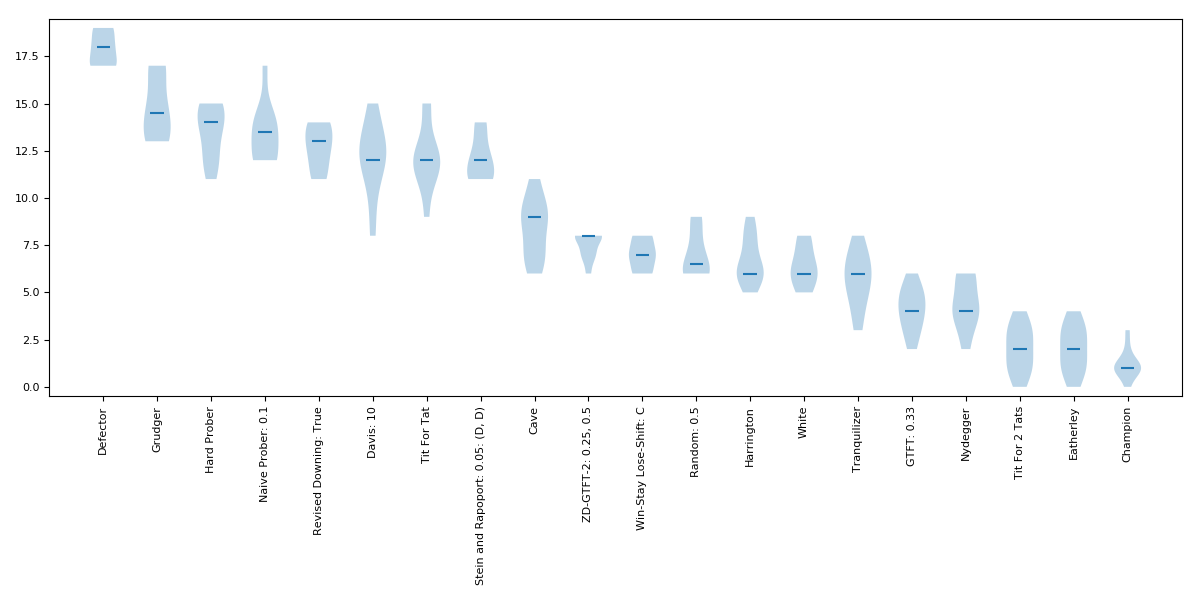 17.5
15.0
12.5
10.0
7.5
5.0
2.5
0.0
Defector
Grudger
Hard Prober
Naive Prober: 0.1
Revised Downing: True
Davis: 10
Tit For Tat
Stein and Rapoport: 0.05: (D, D)
Cave
ZD-GTFT-2: 0.25, 0.5
Win-Stay Lose-Shift: C
Random: 0.5
Harrington
White
Tranquilizer
GTFT: 0.33
Nydegger
Tit For 2 Tats
Eatherley
Champion